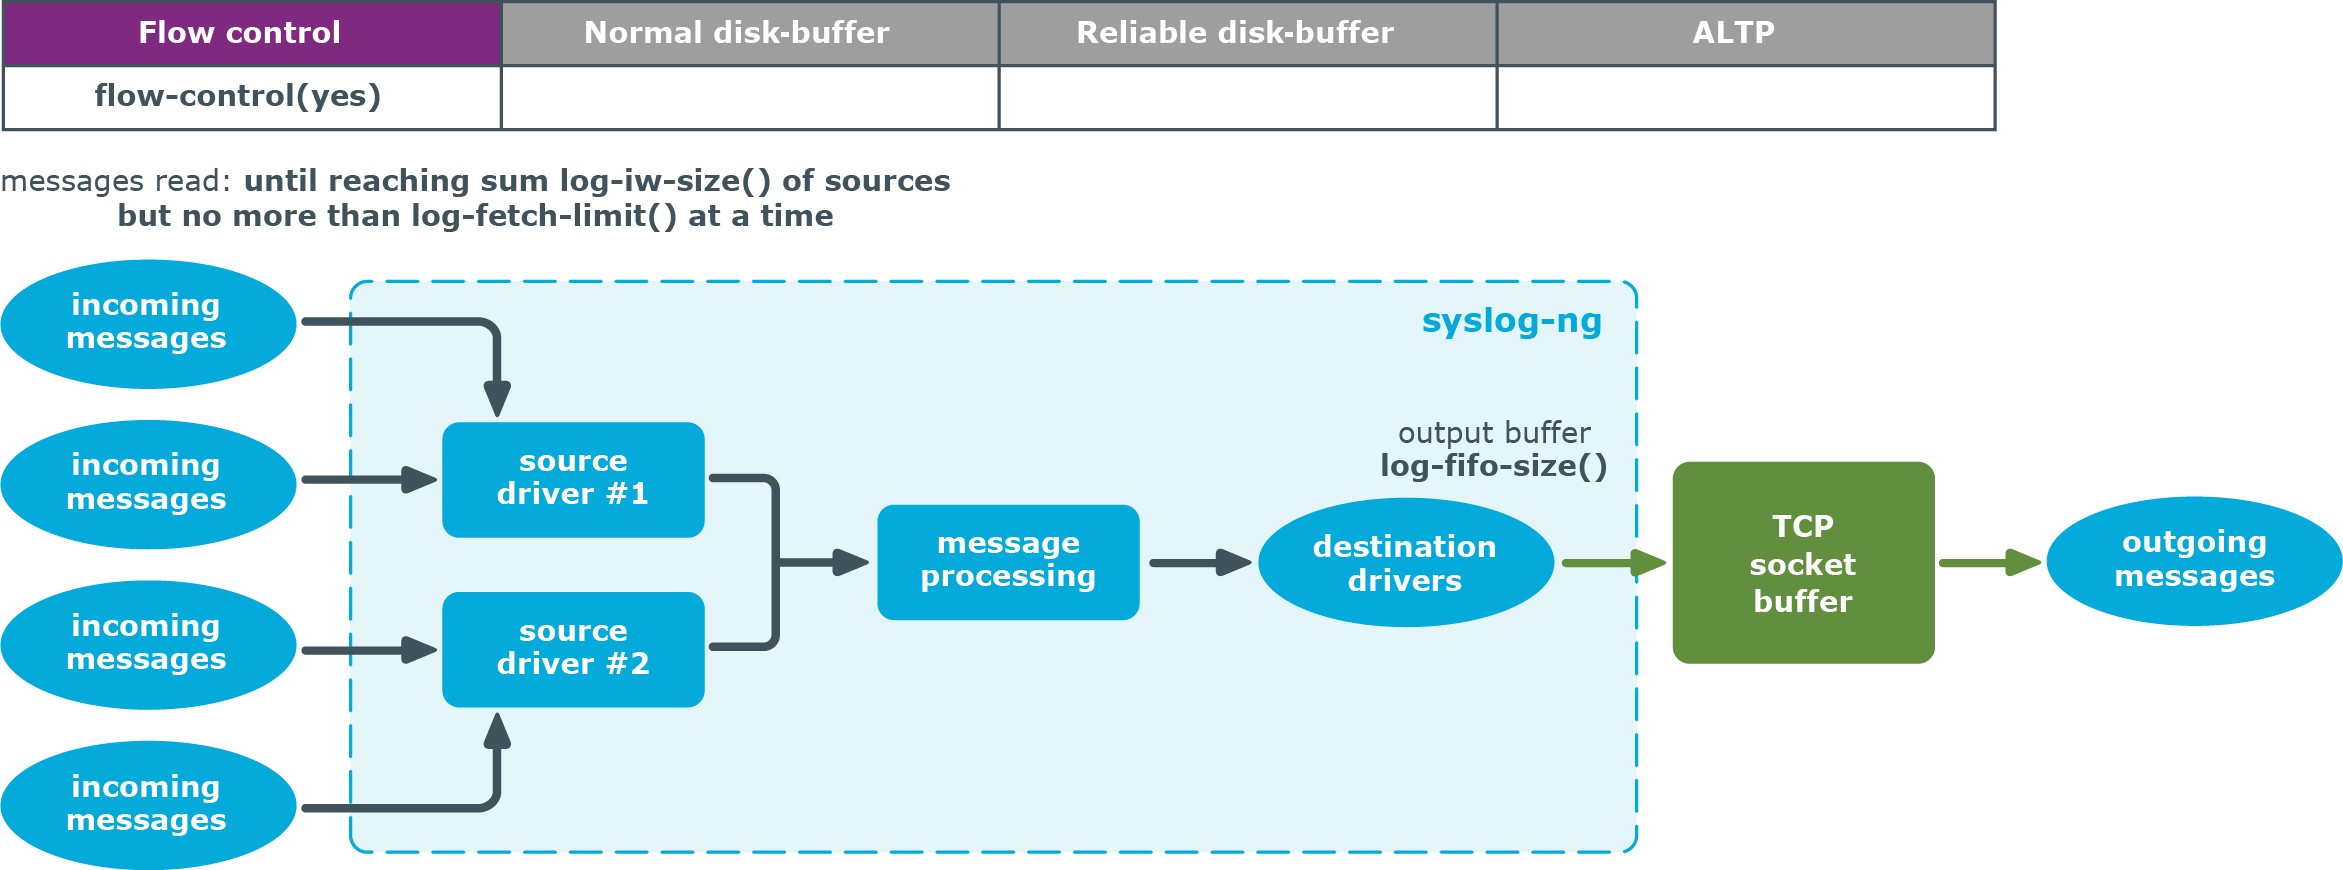 Flow control
Normal disk-buffer
Reliable disk-buffer
ALTP
flow-control(yes)
messages read: until reaching sum log-iw-size() of sources
but no more than log-fetch-limit() at a time
incoming
messages
incoming
messages
incoming
messages
incoming
messages
syslog-ng
source
driver #1
source
driver #2
message
processing
output buffer
log-fifo-size()
destination
drivers
TCP
socket
buffer
outgoing
messages